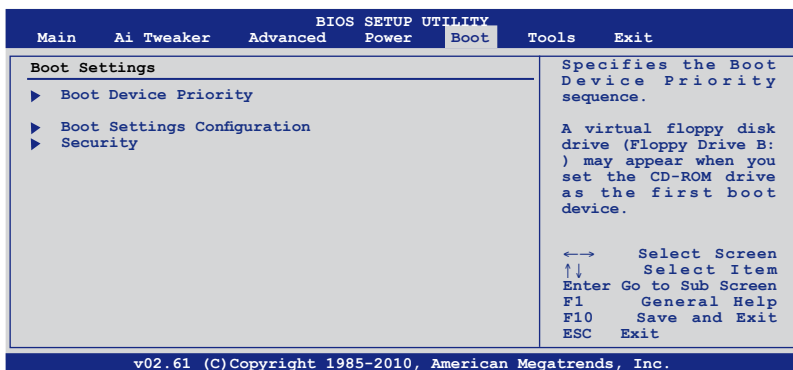 BIOS SETUP UTILITY
Main Ai Tweaker Advanced Power Boot Tools Exit
Boot Settings
Boot Device Priority
Boot Settings Configuration
Security
Specifies the Boot
Device Priority
sequence.
A virtual floppy disk
drive (Floppy Drive B:
) may appear when you
set the CD-ROM drive
as the first boot
device.
←→ Select Screen
↑↓ Select Item
Enter Go to Sub Screen
F1 General Help
F10 Save and Exit
ESC Exit
v02.61 (C)Copyright 1985-2010, American Megatrends, Inc.